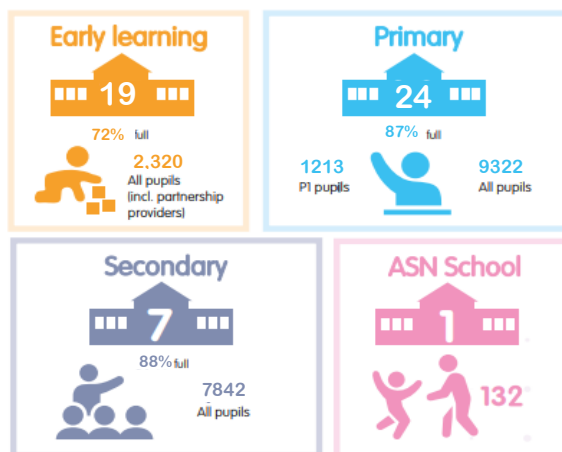 Early learning
19
72% full
2,320
All pupils
(incl. partnership
providers)
Primary
24
87% full
1213
P1 pupils
9322
All pupils
Secondary
7
88% full
7842
All pupils
ASN School
1
132